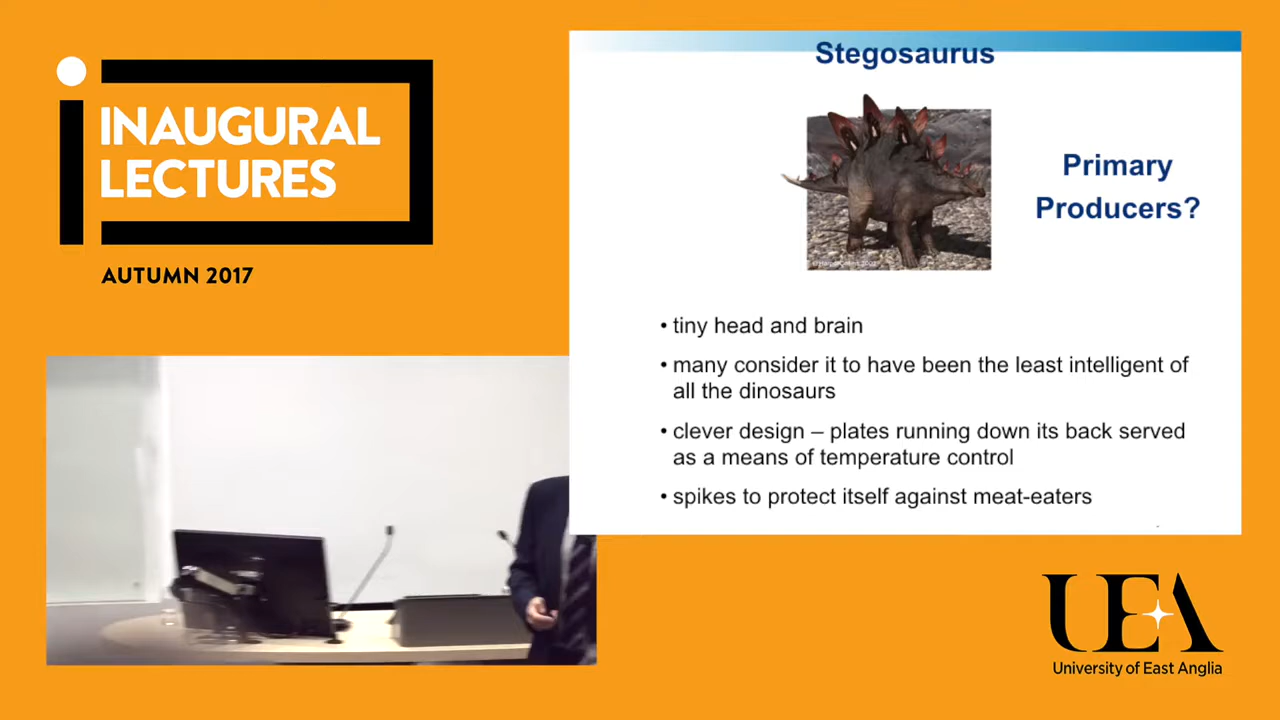 INAUGURAL
LECTURES
AUTUMN 2017
Stegosaurus
Primary
Producers?
• tiny head and brain
• many consider it to have been the least intelligent of
all the dinosaurs
• clever design – plates running down its back served
as a means of temperature control
• spikes to protect itself against meat-eaters
UEA
University of East Anglia